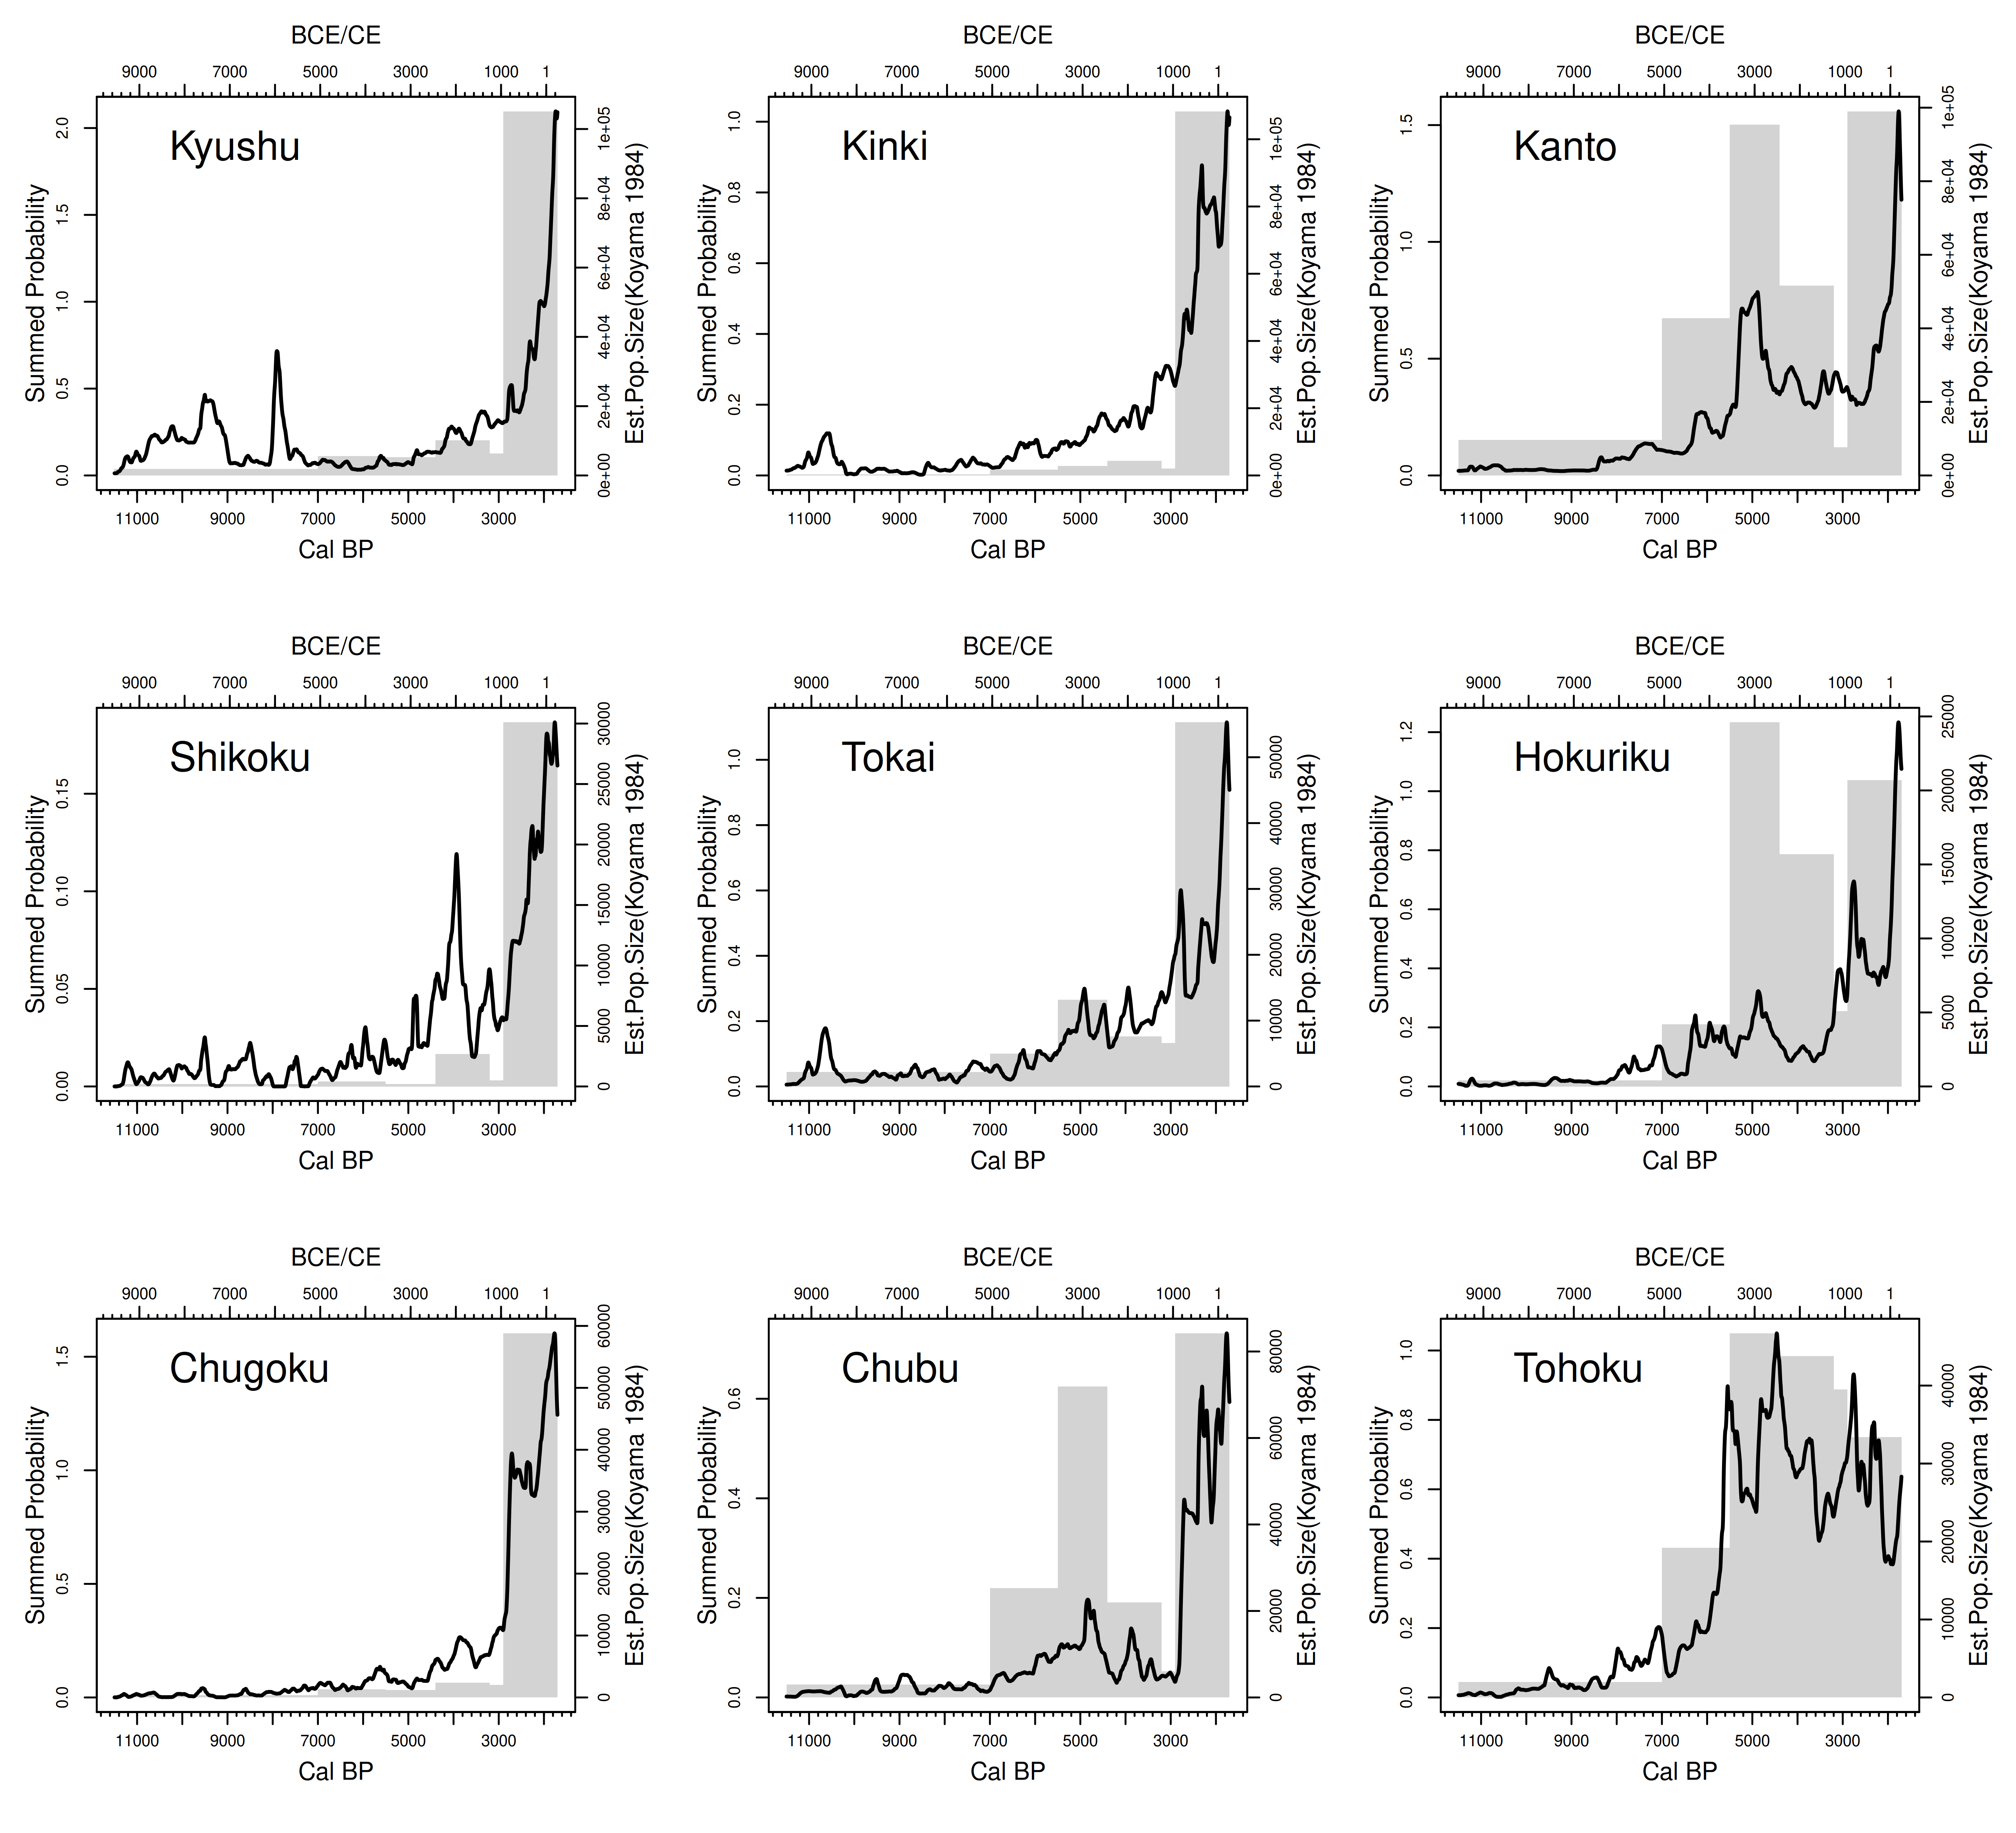 BCE/CE
9000 7000 5000 3000 1000 1
Kyushu
Summed Probability
0.0 0.5 1.0 1.5 2.0
0e+00 2e+04 4e+04 6e+04 8e+04 1e+05
Est.Pop.Size(Koyama 1984)
11000 9000 7000 5000 3000
Cal BP
BCE/CE
9000 7000 5000 3000 1000 1
Kinki
Summed Probability
0.0 0.2 0.4 0.6 0.8 1.0
0e+00 2e+04 4e+04 6e+04 8e+04 1e+05
Est.Pop.Size(Koyama 1984)
11000 9000 7000 5000 3000
Cal BP
BCE/CE
9000 7000 5000 3000 1000 1
Kanto
Summed Probability
0.0 0.5 1.0 1.5
0e+00 2e+04 4e+04 6e+04 8e+04 1e+05
Est.Pop.Size(Koyama 1984)
11000 9000 7000 5000 3000
Cal BP
BCE/CE
9000 7000 5000 3000 1000 1
Shikoku
Summed Probability
0.00 0.05 0.10 0.15
0 5000 10000 15000 20000 25000 30000
Est.Pop.Size(Koyama 1984)
11000 9000 7000 5000 3000
Cal BP
BCE/CE
9000 7000 5000 3000 1000 1
Tokai
Summed Probability
0.0 0.2 0.4 0.6 0.8 1.0
0 10000 20000 30000 40000 50000
Est.Pop.Size(Koyama 1984)
11000 9000 7000 5000 3000
Cal BP
BCE/CE
9000 7000 5000 3000 1000 1
Hokuriku
Summed Probability
0.0 0.2 0.4 0.6 0.8 1.0 1.2
0 5000 10000 15000 20000 25000
Est.Pop.Size(Koyama 1984)
11000 9000 7000 5000 3000
Cal BP
BCE/CE
9000 7000 5000 3000 1000 1
Chugoku
Summed Probability
0.0 0.5 1.0 1.5
0 10000 20000 30000 40000 50000 60000
Est.Pop.Size(Koyama 1984)
11000 9000 7000 5000 3000
Cal BP
BCE/CE
9000 7000 5000 3000 1000 1
Chubu
Summed Probability
0.0 0.2 0.4 0.6
0 20000 40000 60000 80000
Est.Pop.Size(Koyama 1984)
11000 9000 7000 5000 3000
Cal BP
BCE/CE
9000 7000 5000 3000 1000 1
Tohoku
Summed Probability
0.0 0.2 0.4 0.6 0.8 1.0
0 10000 20000 30000 40000
Est.Pop.Size(Koyama 1984)
11000 9000 7000 5000 3000
Cal BP